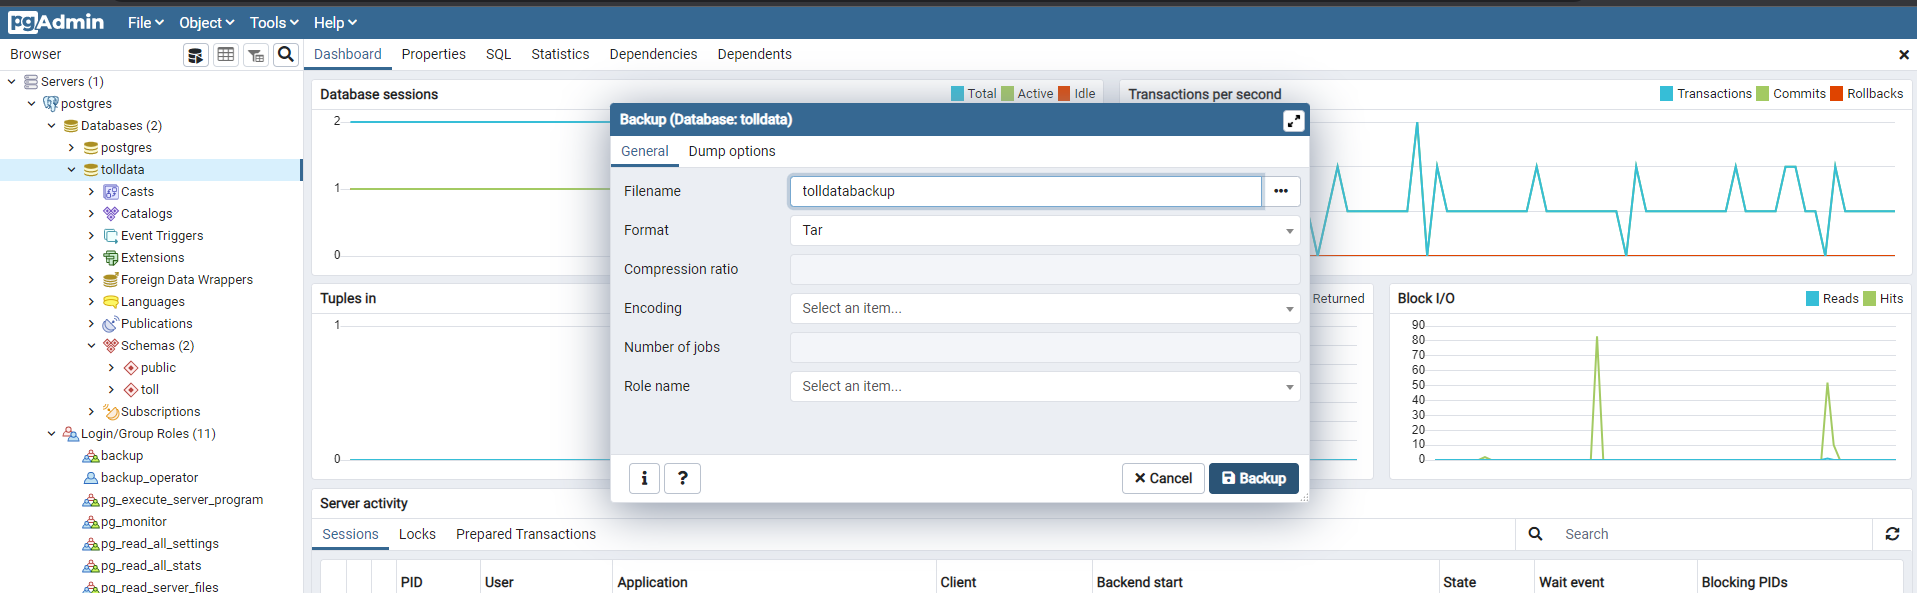 pgAdmin File Object Tools Help
Browser
Dashboard Properties SQL Statistics Dependencies Dependents
Servers (1)
postgres
Databases (2)
postgres
tolldata
Casts
Catalogs
Event Triggers
Extensions
Foreign Data Wrappers
Languages
Publications
Schemas (2)
public
toll
Subscriptions
Login/Group Roles (11)
backup
backup_operator
pg_execute_server_program
pg_monitor
pg_read_all_settings
pg_read_all_stats
pg_read_server_files
Database sessions Total Active Idle
2
1
0
Transactions per second Transactions Commits Rollbacks
Tuples in
1
0
Returned
Block I/O Reads Hits
90
80
70
60
50
40
30
20
10
0
Backup (Database: tolldata)
General Dump options
Filename tolldatabackup •••
Format Tar
Compression ratio
Encoding Select an item...
Number of jobs
Role name Select an item...
i ? Cancel Backup
Server activity
Sessions Locks Prepared Transactions Search
PID User Application Client Backend start State Wait event Blocking PIDs